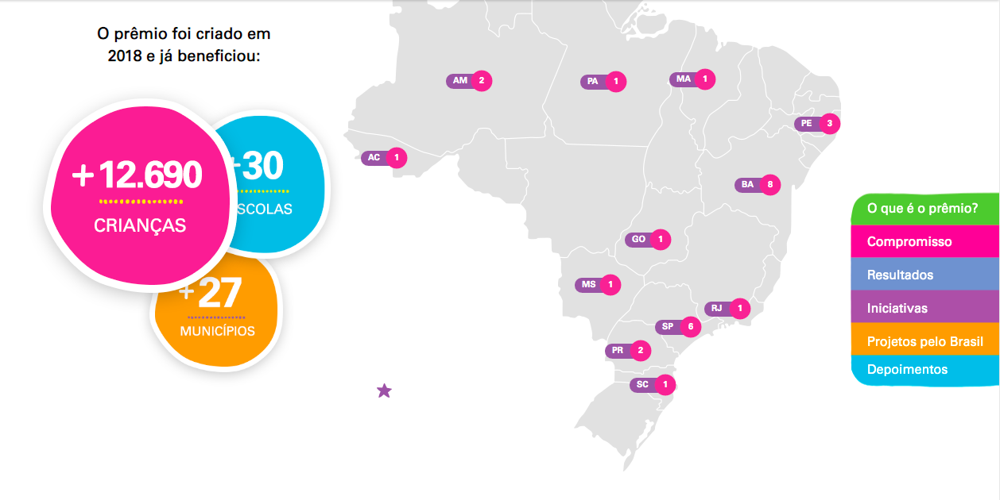 O prêmio foi criado em
2018 e já beneficiou:
+12.690
CRIANÇAS
+30
SCOLAS
+27
MUNICÍPIOS
AM 2
PA 1
MA 1
PE 3
AC 1
BA 8
GO 1
MS 1
RJ 1
SP 6
PR 2
SC 1
O que é o prêmio?
Compromisso
Resultados
Iniciativas
Projetos pelo Brasil
Depoimentos